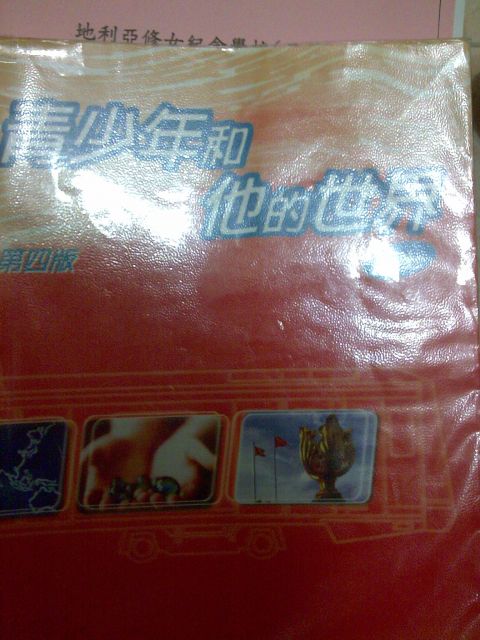 地利亞修女紀念學校
青少年和
他的世界
第四版